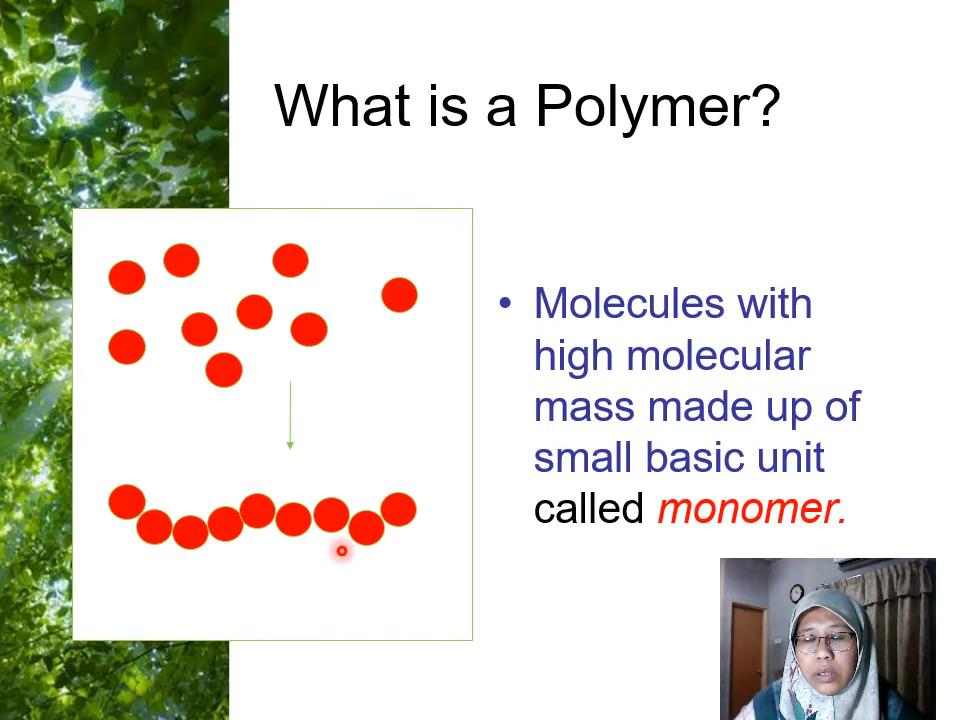 What is a Polymer?
• Molecules with
high molecular
mass made up of
small basic unit
called monomer.